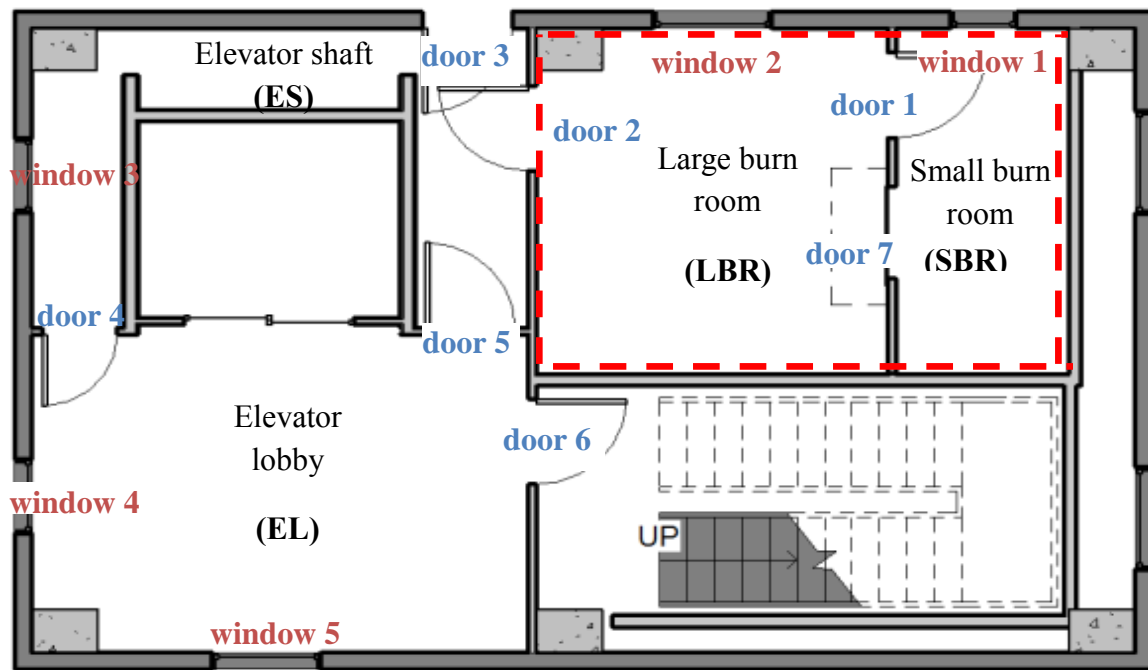 Elevator shaft
(ES)
door 3
window 2
window 1
door 1
door 2
window 3
Large burn
room
(LBR)
Small burn
room
(SBR)
door 7
door 4
door 5
Elevator
lobby
(EL)
door 6
window 4
UP
window 5